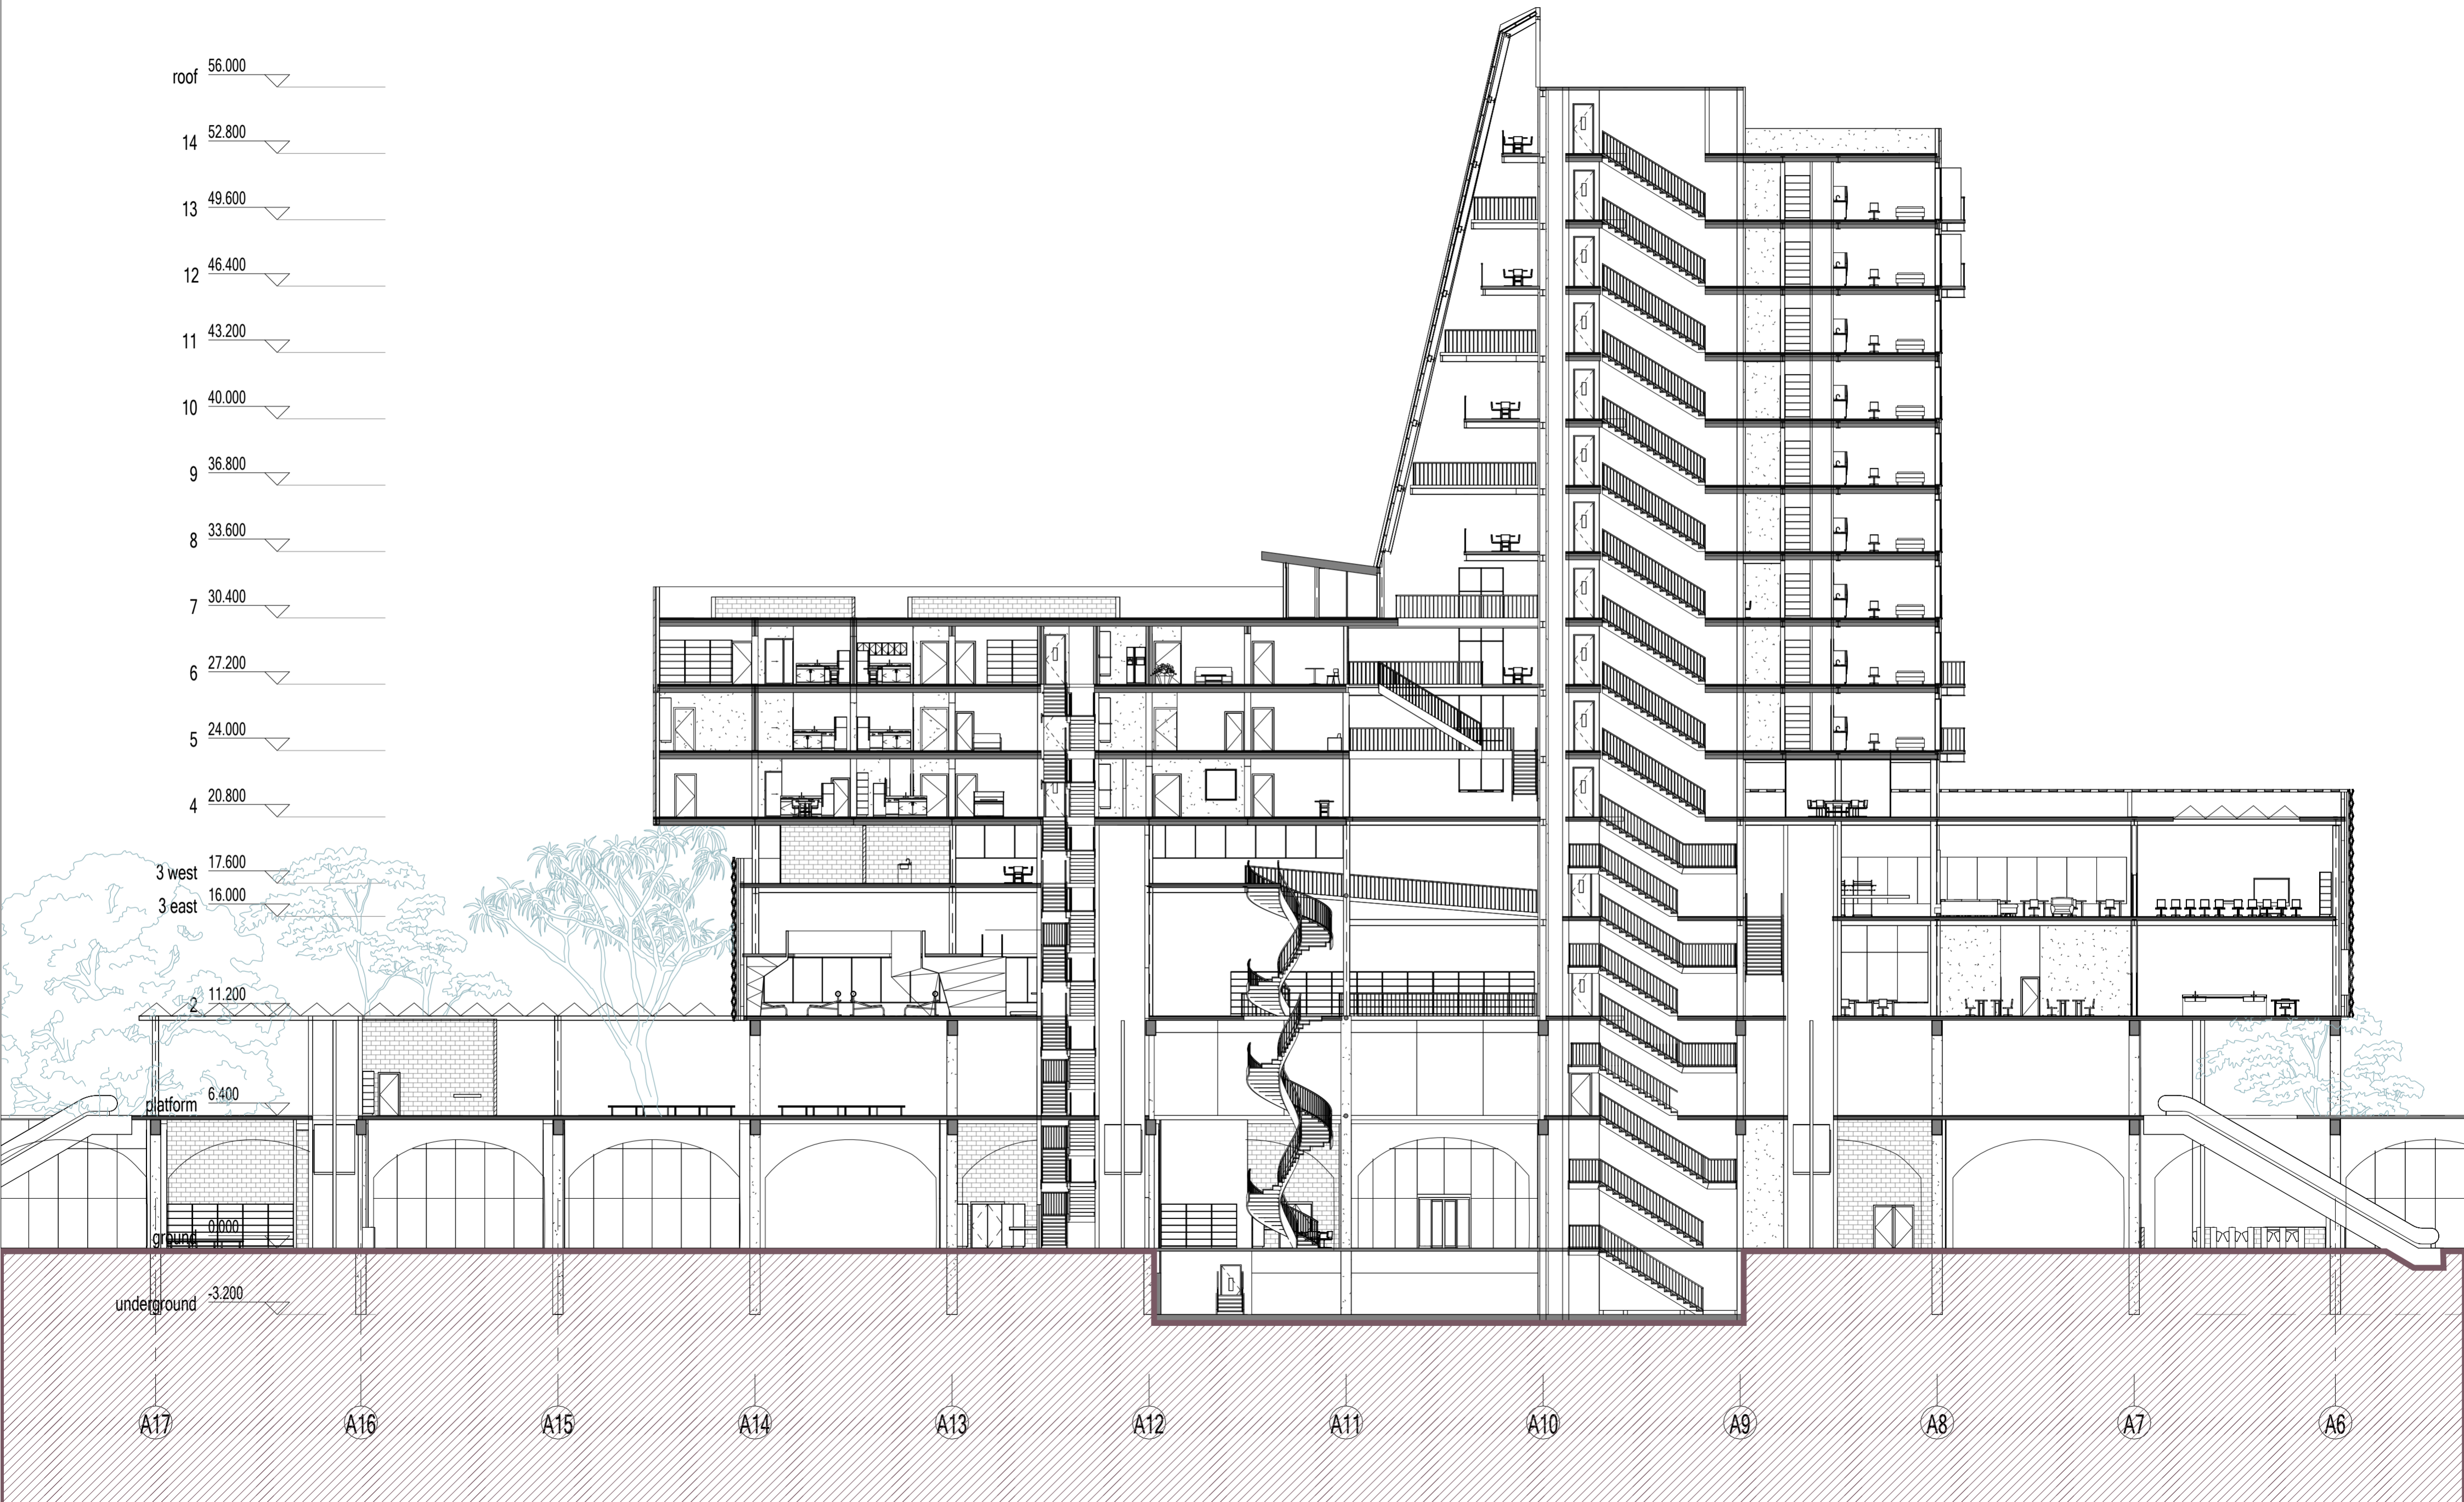 roof 56.000
14 52.800
13 49.600
12 46.400
11 43.200
10 40.000
9 36.800
8 33.600
7 30.400
6 27.200
5 24.000
4 20.800
3 west 17.600
3 east 16.000
2 11.200
platform 6.400
ground 0.000
underground -3.200
A17 A16 A15 A14 A13 A12 A11 A10 A9 A8 A7 A6